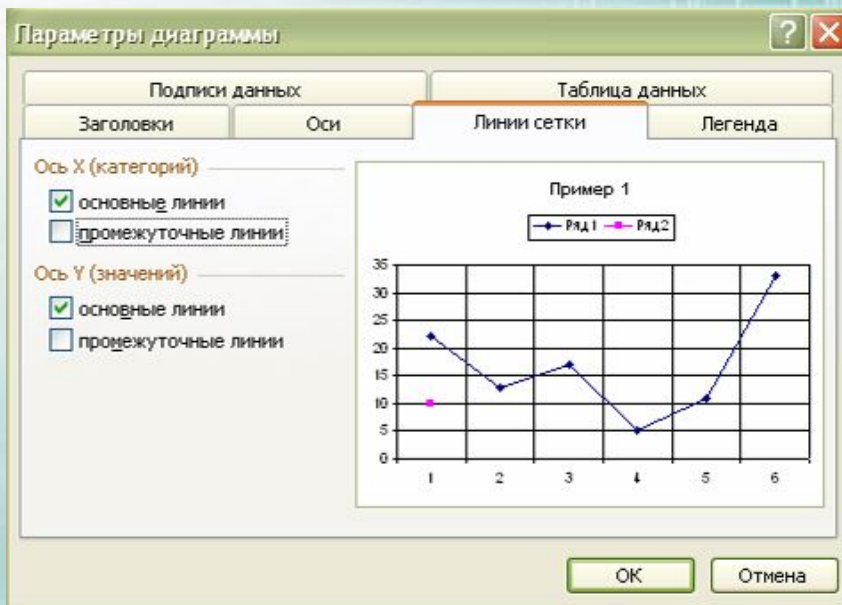 Параметры диаграммы
Подписи данных Таблица данных
Заголовки Оси Линии сетки Легенда
Ось X (категорий)
основные линии
промежуточные линии
Ось Y (значений)
основные линии
промежуточные линии
Пример 1
Ряд1 Ряд2
35
30
25
20
15
10
5
0
1 2 3 4 5 6
ОК Отмена